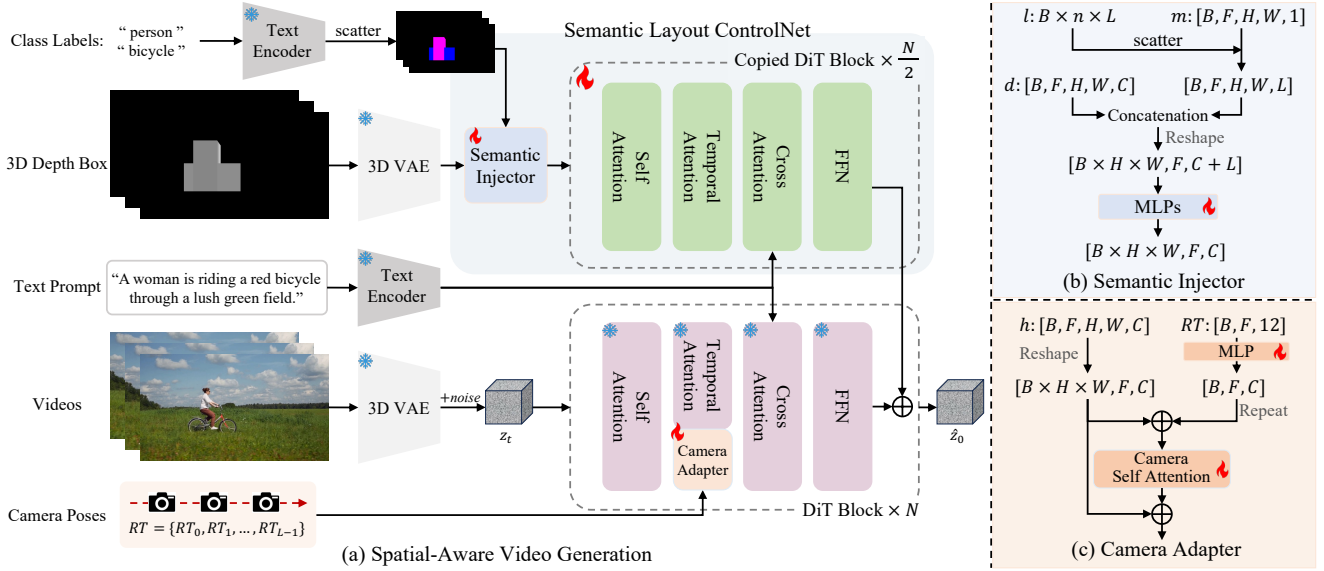 Class Labels:
“ person ”
“ bicycle ”
Text
Encoder
scatter
Semantic Layout ControlNet
Copied DiT Block × N/2
3D Depth Box
3D VAE
Semantic
Injector
Self
Attention
Temporal
Attention
Cross
Attention
FFN
Text Prompt
“A woman is riding a red bicycle
through a lush green field.”
Text
Encoder
Videos
3D VAE
+noise
z_t
Self
Attention
Temporal
Attention
Camera
Adapter
Cross
Attention
FFN
ẑ_0
DiT Block × N
Camera Poses
RT = {RT_0, RT_1, ..., RT_{L−1}}
(a) Spatial-Aware Video Generation
l: B × n × L
m: [B, F, H, W, 1]
scatter
d: [B, F, H, W, C]
[B, F, H, W, L]
Concatenation
Reshape
[B × H × W, F, C + L]
MLPs
[B × H × W, F, C]
(b) Semantic Injector
h: [B, F, H, W, C]
RT: [B, F, 12]
Reshape
MLP
[B × H × W, F, C]
[B, F, C]
Repeat
Camera
Self Attention
(c) Camera Adapter